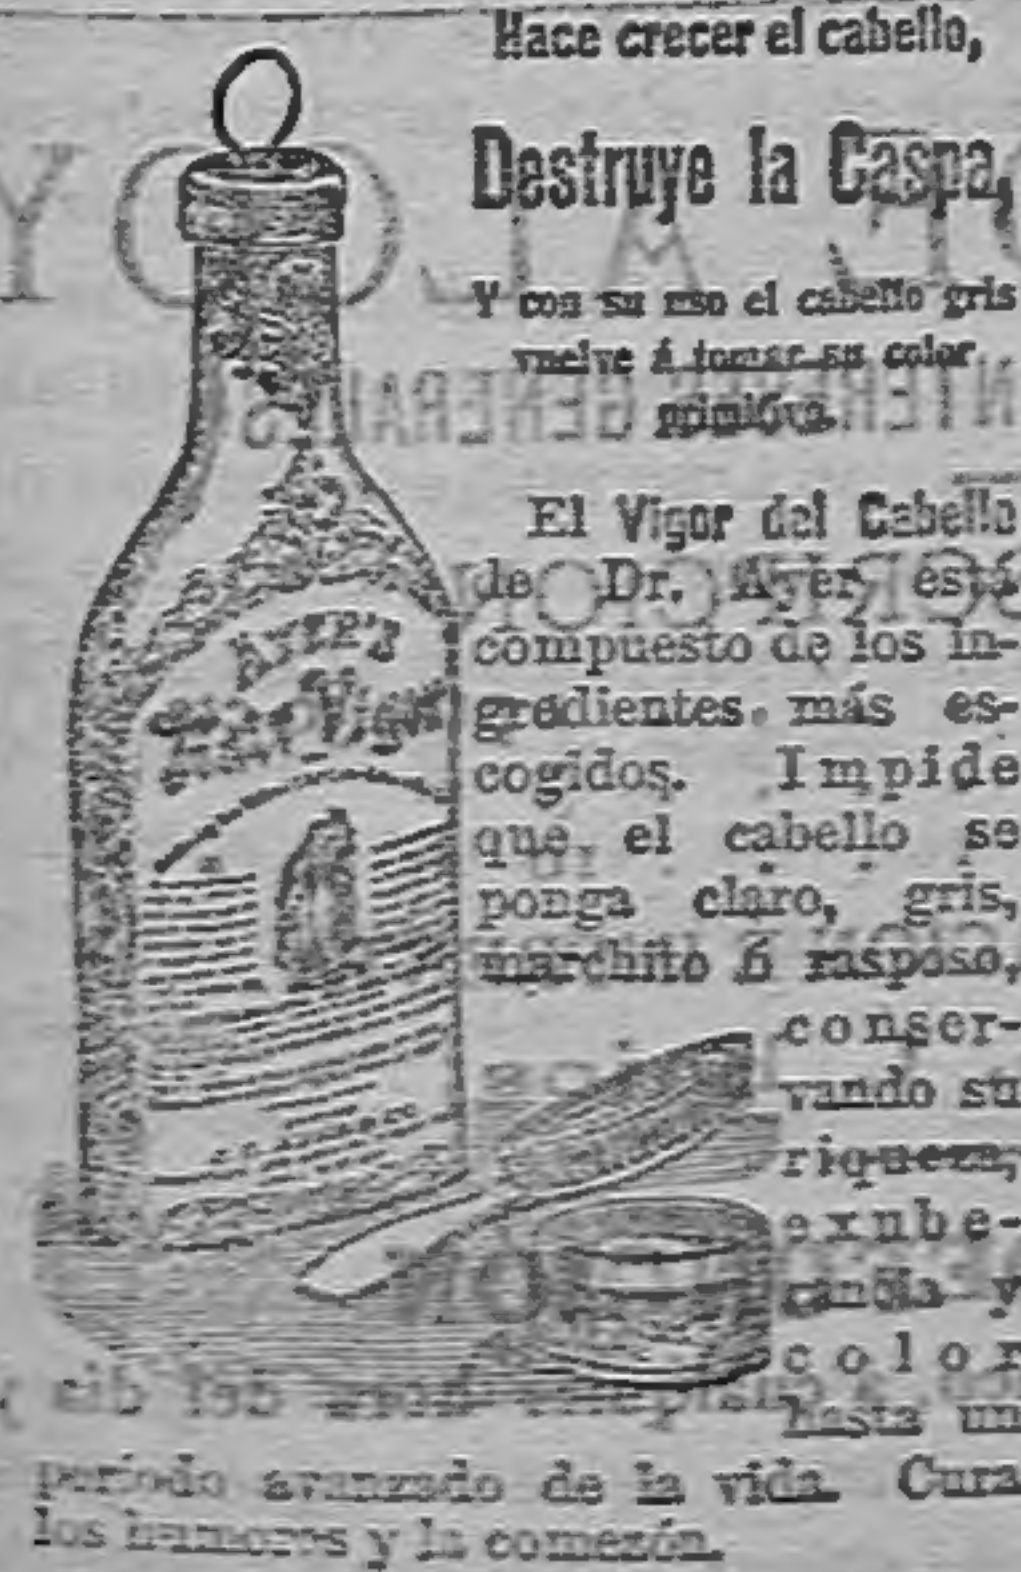 Hace crecer el cabello,
Destruye la Caspa,
Y con su uso el cabello gris
vuelve á tomar su color
primitivo.
El Vigor del Cabello
de Dr. Ayer está
compuesto de los in-
gredientes más es-
cogidos. Impide
que el cabello se
ponga claro, gris,
marchito ó rasposo,
conser-
vando su
riqueza,
exube-
rancia y
color
hasta un
período avanzado de la vida. Cura
los humores y la comezón.
AYER'S